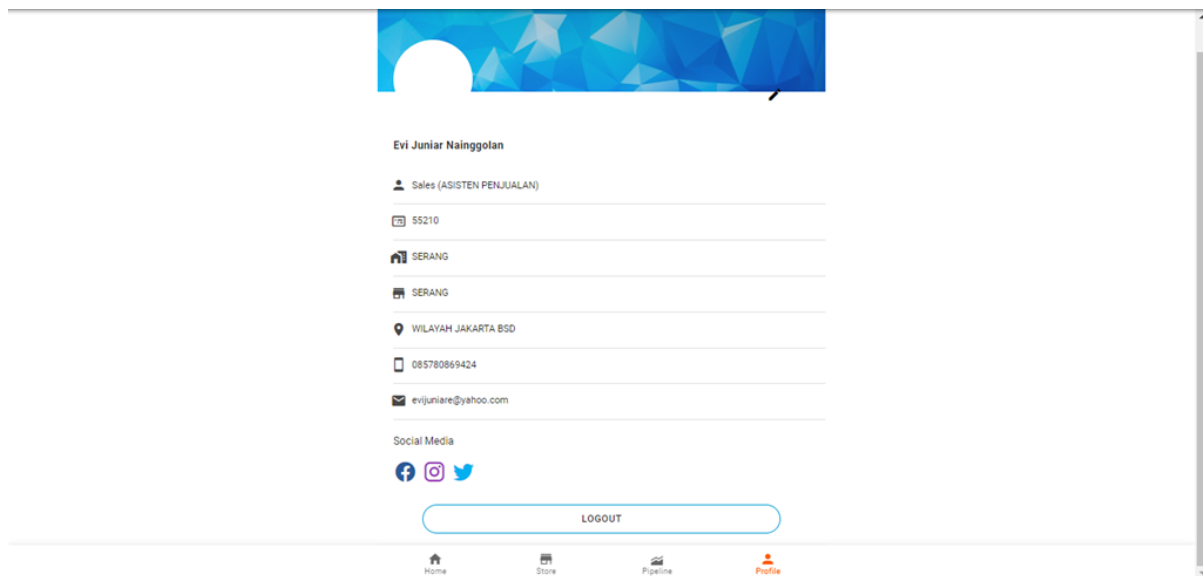 Evi Juniar Nainggolan
Sales (ASISTEN PENJUALAN)
55210
SERANG
SERANG
WILAYAH JAKARTA BSD
085780869424
evijuniare@yahoo.com
Social Media
LOGOUT
Home Store Pipeline Profile